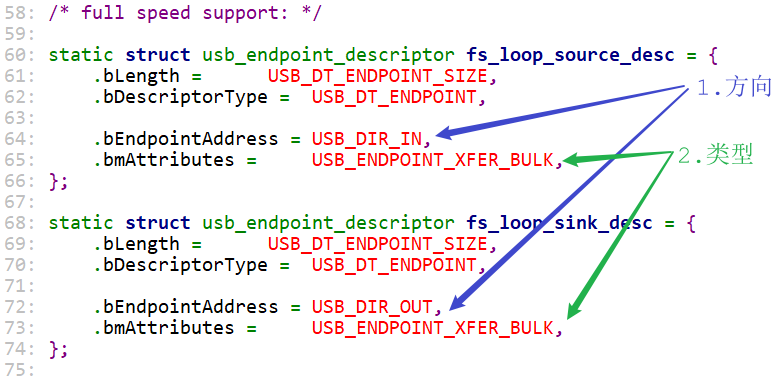 58: /* full speed support: */
59:
60: static struct usb_endpoint_descriptor fs_loop_source_desc = {
61:     .bLength =      USB_DT_ENDPOINT_SIZE,
62:     .bDescriptorType =  USB_DT_ENDPOINT,
63:
64:     .bEndpointAddress = USB_DIR_IN,
65:     .bmAttributes =     USB_ENDPOINT_XFER_BULK,
66: };
67:
68: static struct usb_endpoint_descriptor fs_loop_sink_desc = {
69:     .bLength =      USB_DT_ENDPOINT_SIZE,
70:     .bDescriptorType =  USB_DT_ENDPOINT,
71:
72:     .bEndpointAddress = USB_DIR_OUT,
73:     .bmAttributes =     USB_ENDPOINT_XFER_BULK,
74: };
75:
1.方向
2.类型